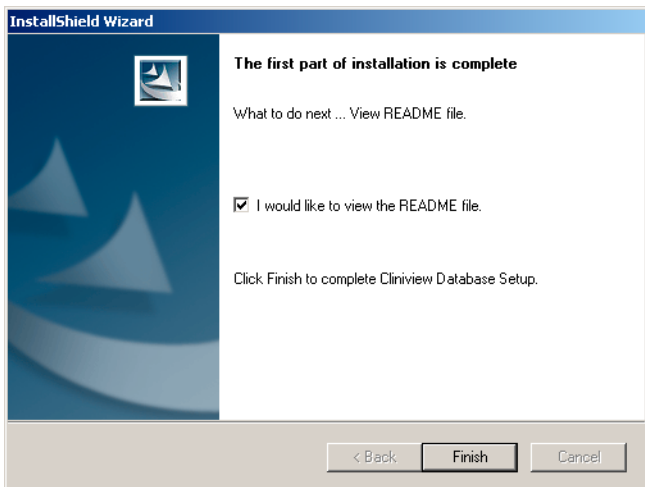 InstallShield Wizard
The first part of installation is complete
What to do next ... View README file.
I would like to view the README file.
Click Finish to complete Cliniview Database Setup.
< Back Finish Cancel